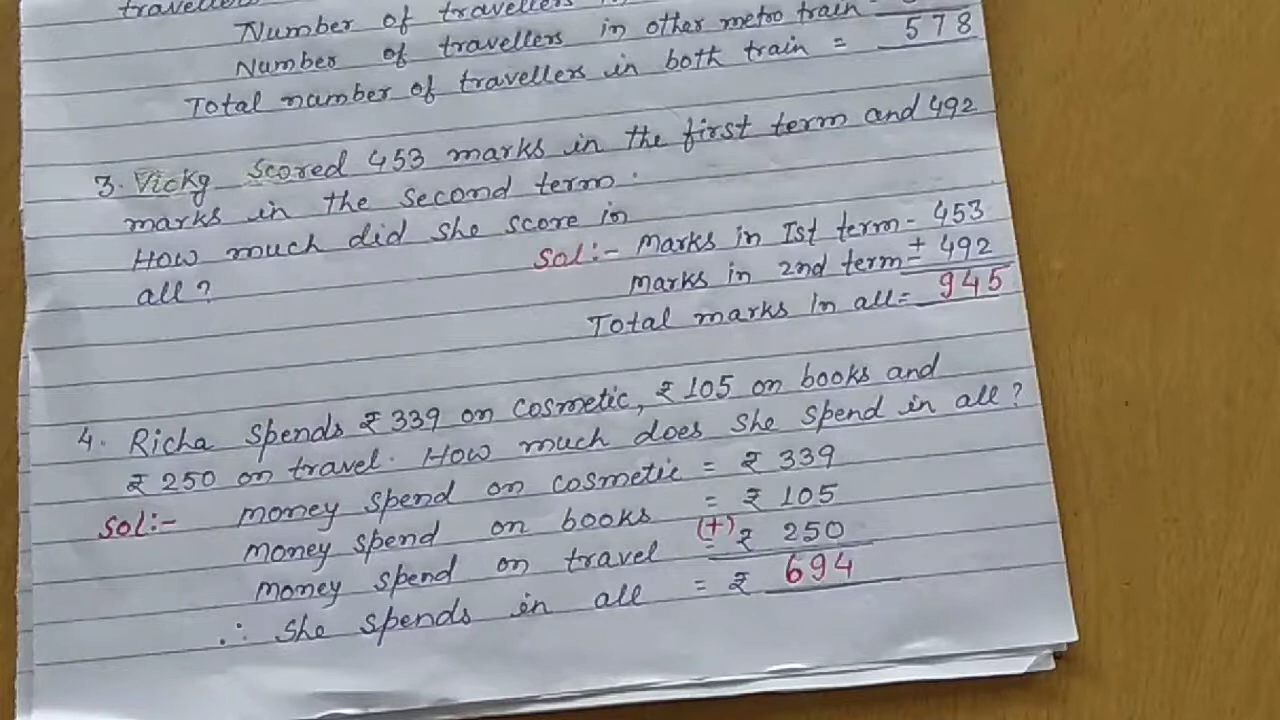 Number of travellers
Number of travellers in other metro train
Total number of travellers in both train = 578
3. Vicky scored 453 marks in the first term and 492
marks in the second term.
How much did she score in
all?
Sol:- Marks in Ist term - 453
Marks in 2nd term = + 492
Total marks in all = 945
4. Richa spends ₹ 339 on cosmetic, ₹ 105 on books and
₹ 250 on travel. How much does she spend in all?
Sol:- money spend on cosmetic = ₹ 339
money spend on books = ₹ 105
money spend on travel = (+) ₹ 250
∴ She spends in all = ₹ 694